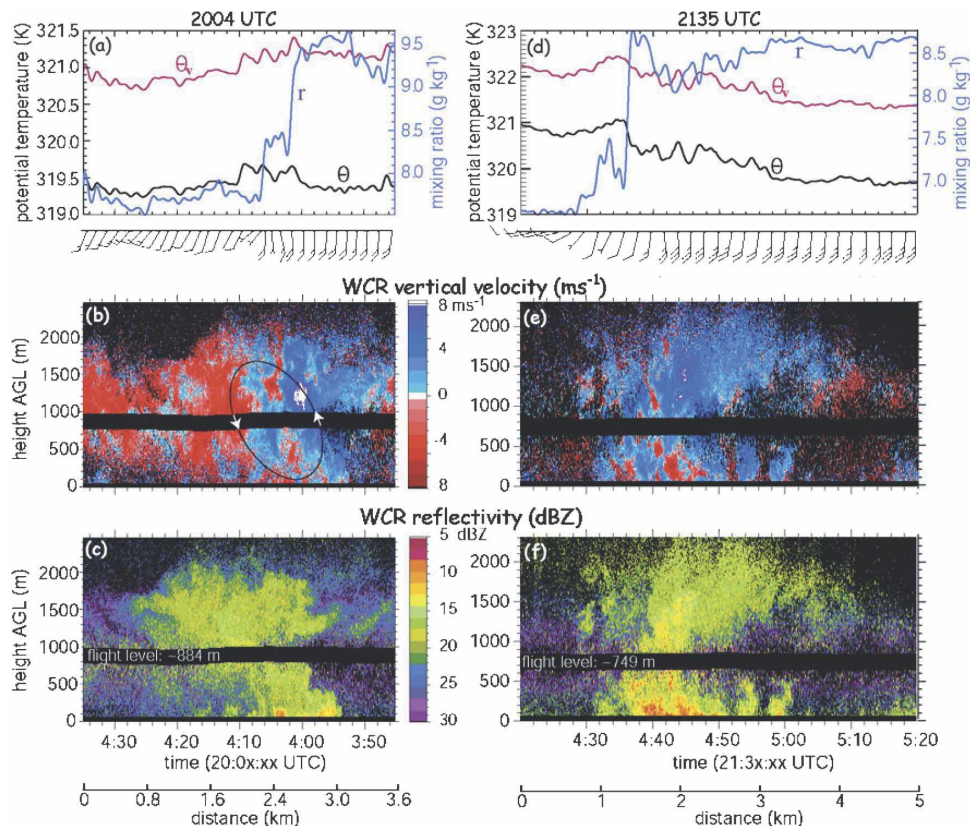 2004 UTC 2135 UTC
(a) (d)
321.5
321.0
320.5
320.0
319.5
319.0
potential temperature (K)
θv
r
θ
9.5
9.0
8.5
8.0
mixing ratio (g kg-1)
323
322
321
320
319
potential temperature (K)
r
θv
θ
8.5
8.0
7.5
7.0
mixing ratio (g kg-1)
WCR vertical velocity (ms-1)
(b) (e)
2000
1500
1000
500
0
height AGL (m)
8 ms-1
4
0
-4
8
2000
1500
1000
500
0
height AGL (m)
WCR reflectivity (dBZ)
(c) (f)
2000
1500
1000
500
0
height AGL (m)
flight level: ~884 m
5 dBZ
10
15
20
25
30
2000
1500
1000
500
0
height AGL (m)
flight level: ~749 m
4:30 4:20 4:10 4:00 3:50
time (20:0x:xx UTC)
4:30 4:40 4:50 5:00 5:10 5:20
time (21:3x:xx UTC)
0 0.8 1.6 2.4 3.0 3.6
distance (km)
0 1 2 3 4 5
distance (km)